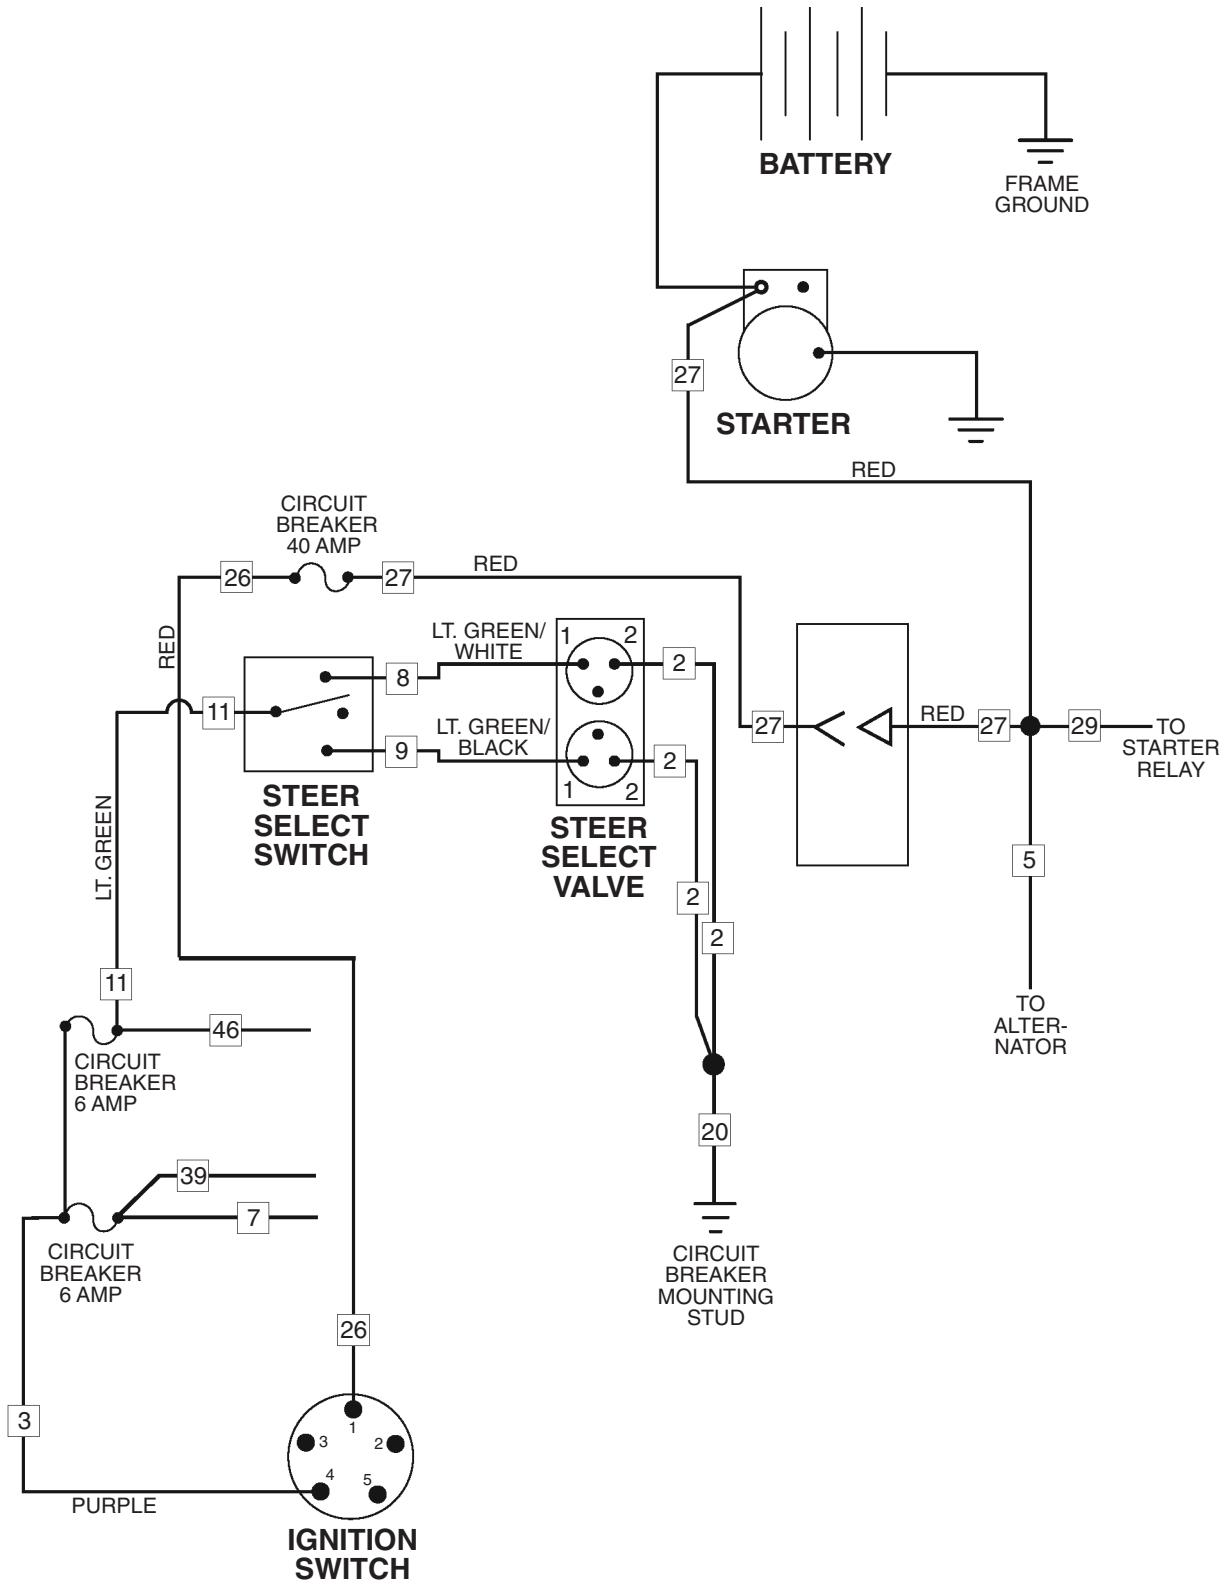 BATTERY
FRAME
GROUND
27
STARTER
RED
CIRCUIT
BREAKER
40 AMP
26
27
RED
RED
LT. GREEN/
WHITE
1
2
8
2
11
LT. GREEN/
BLACK
9
2
1
2
27
RED
27
29
TO
STARTER
RELAY
STEER
SELECT
SWITCH
STEER
SELECT
VALVE
5
LT. GREEN
2
2
11
TO
ALTER-
NATOR
46
CIRCUIT
BREAKER
6 AMP
20
39
7
CIRCUIT
BREAKER
6 AMP
CIRCUIT
BREAKER
MOUNTING
STUD
26
3
1
3
2
4
5
PURPLE
IGNITION
SWITCH